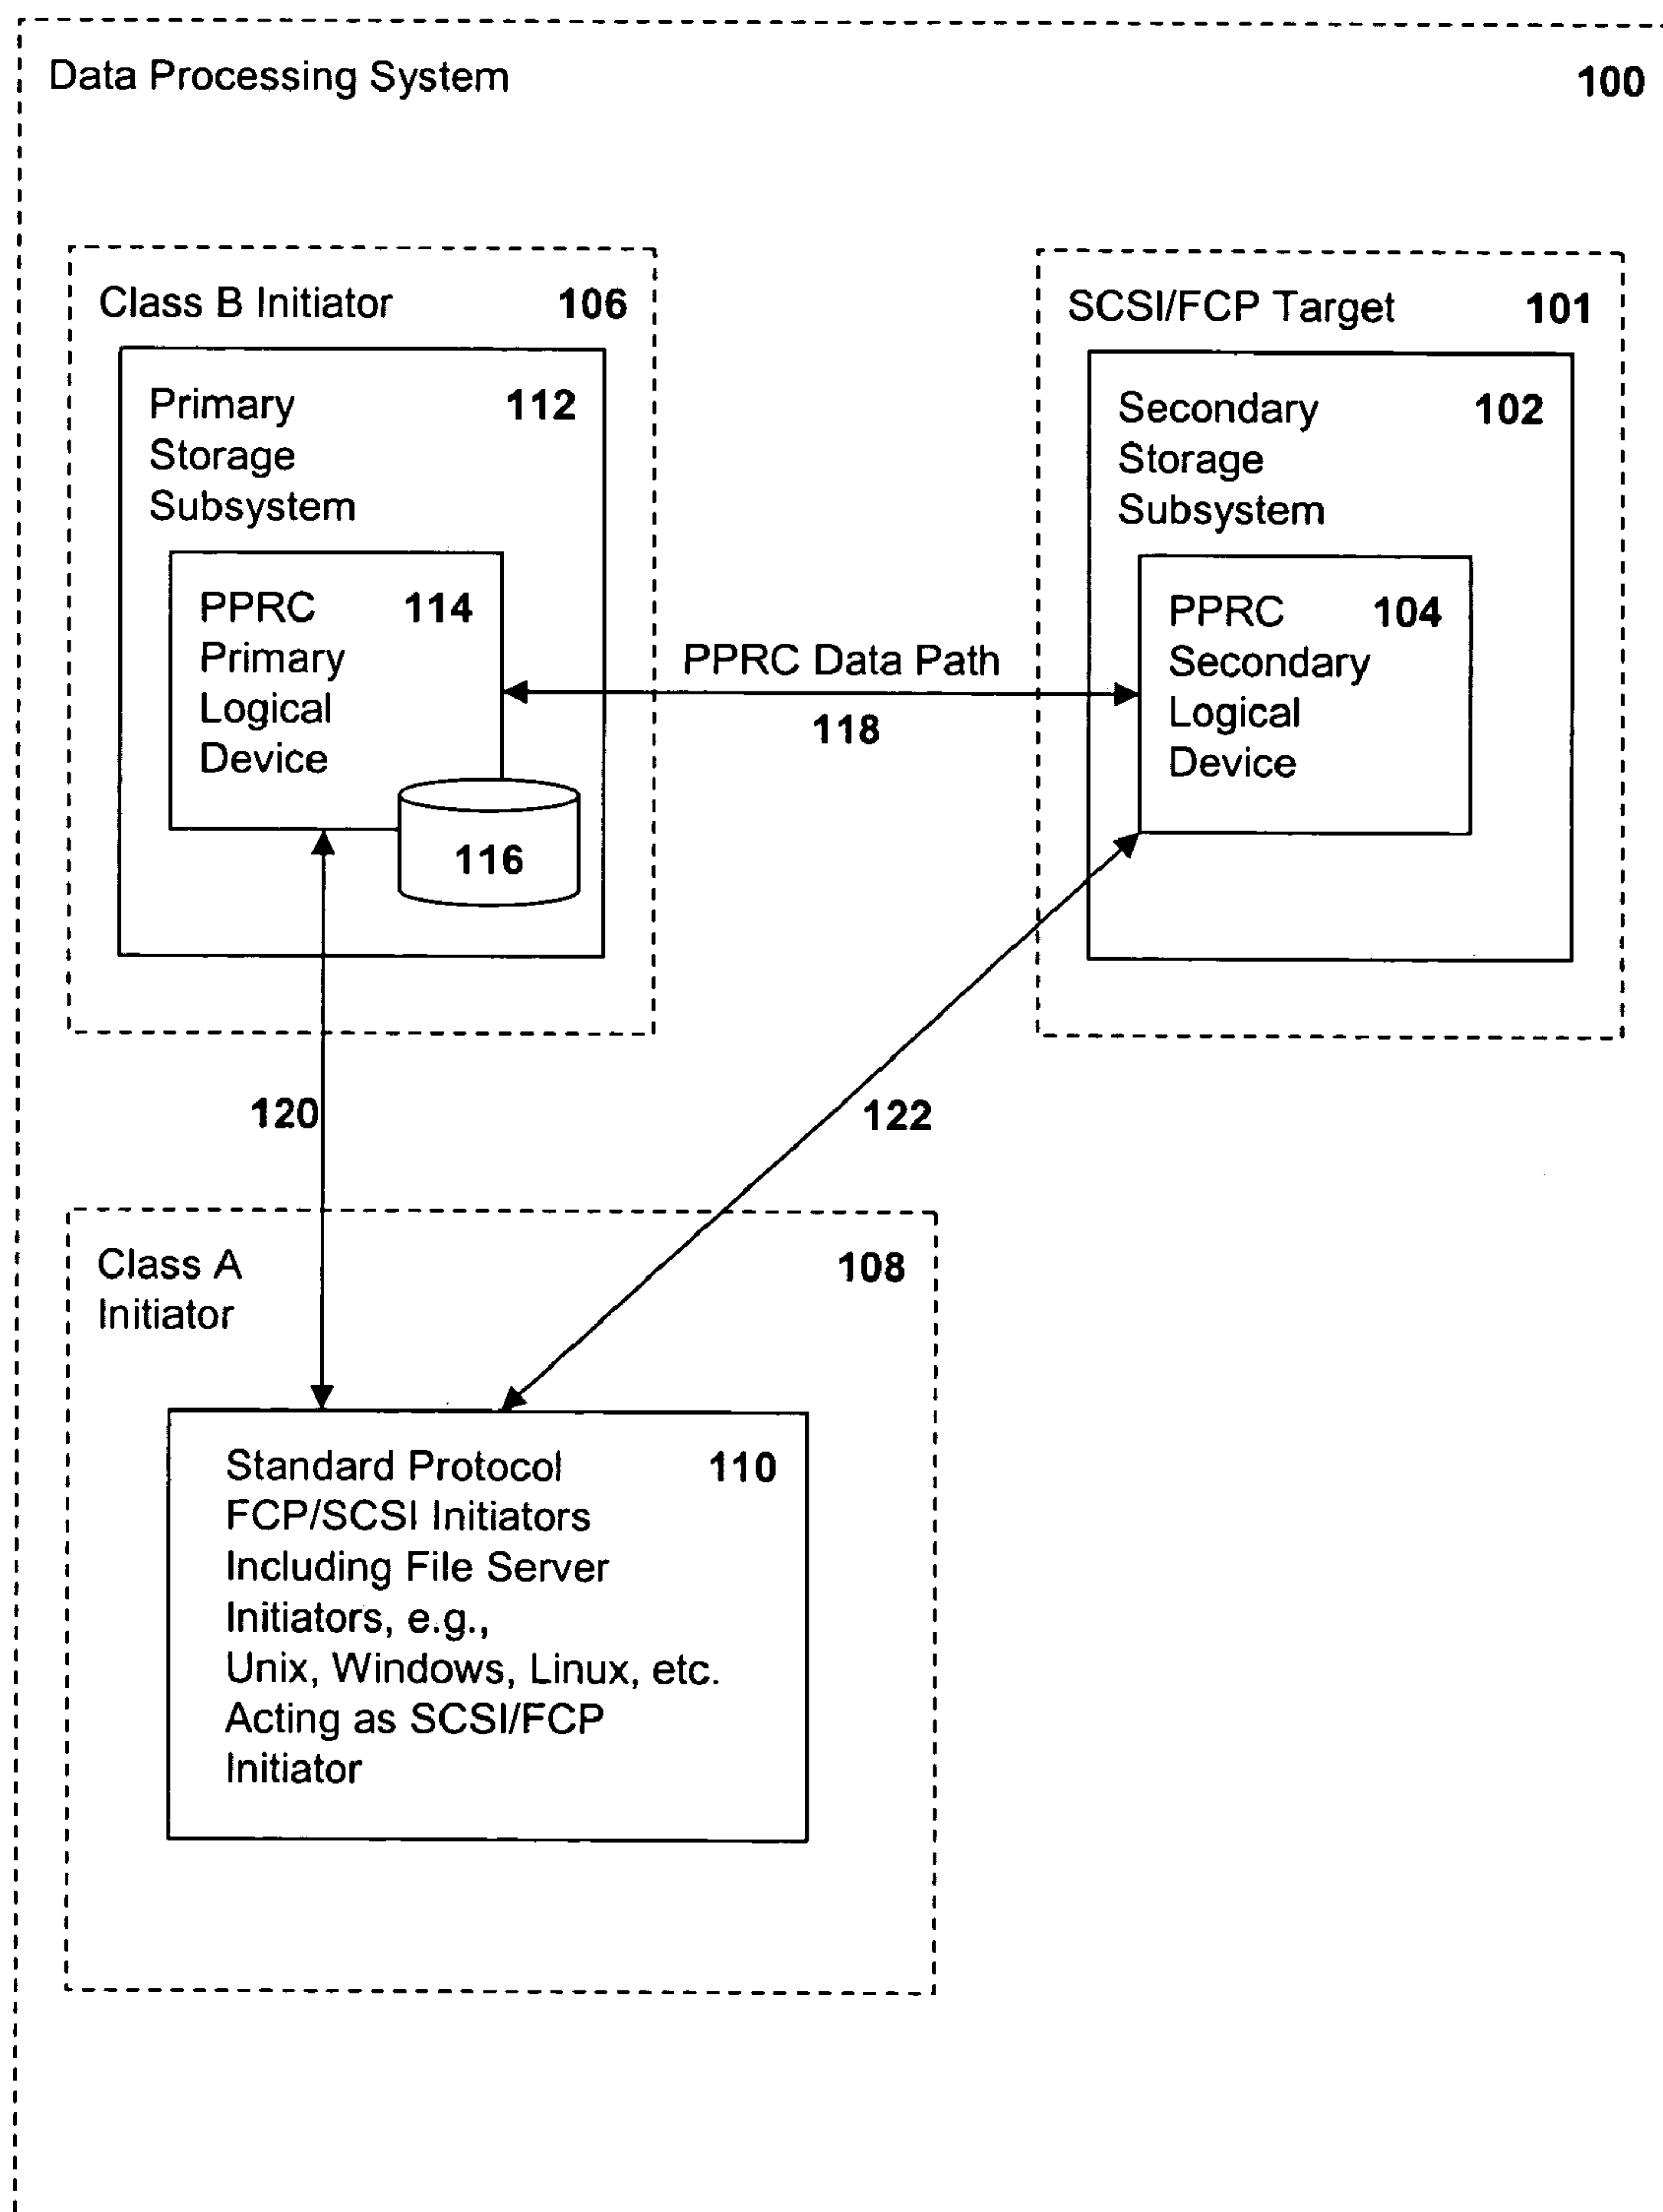 Data Processing System 100
Class B Initiator 106
SCSI/FCP Target 101
Primary 112
Storage
Subsystem
Secondary 102
Storage
Subsystem
PPRC 114
Primary
Logical
Device
PPRC 104
Secondary
Logical
Device
PPRC Data Path
118
116
120
122
Class A 108
Initiator
Standard Protocol 110
FCP/SCSI Initiators
Including File Server
Initiators, e.g.,
Unix, Windows, Linux, etc.
Acting as SCSI/FCP
Initiator